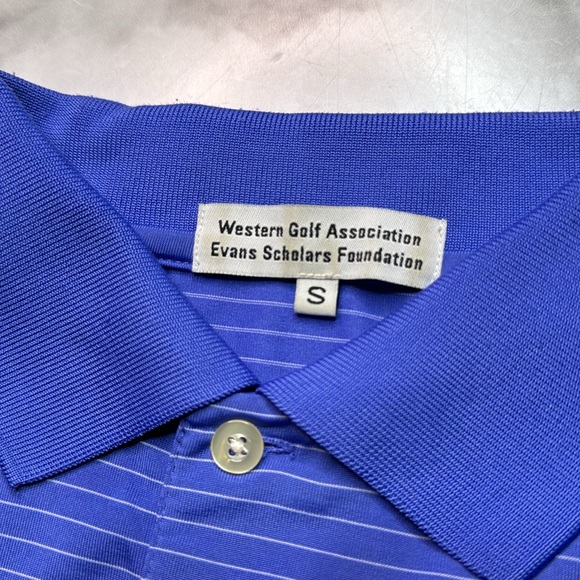 Western Golf Association
Evans Scholars Foundation
S